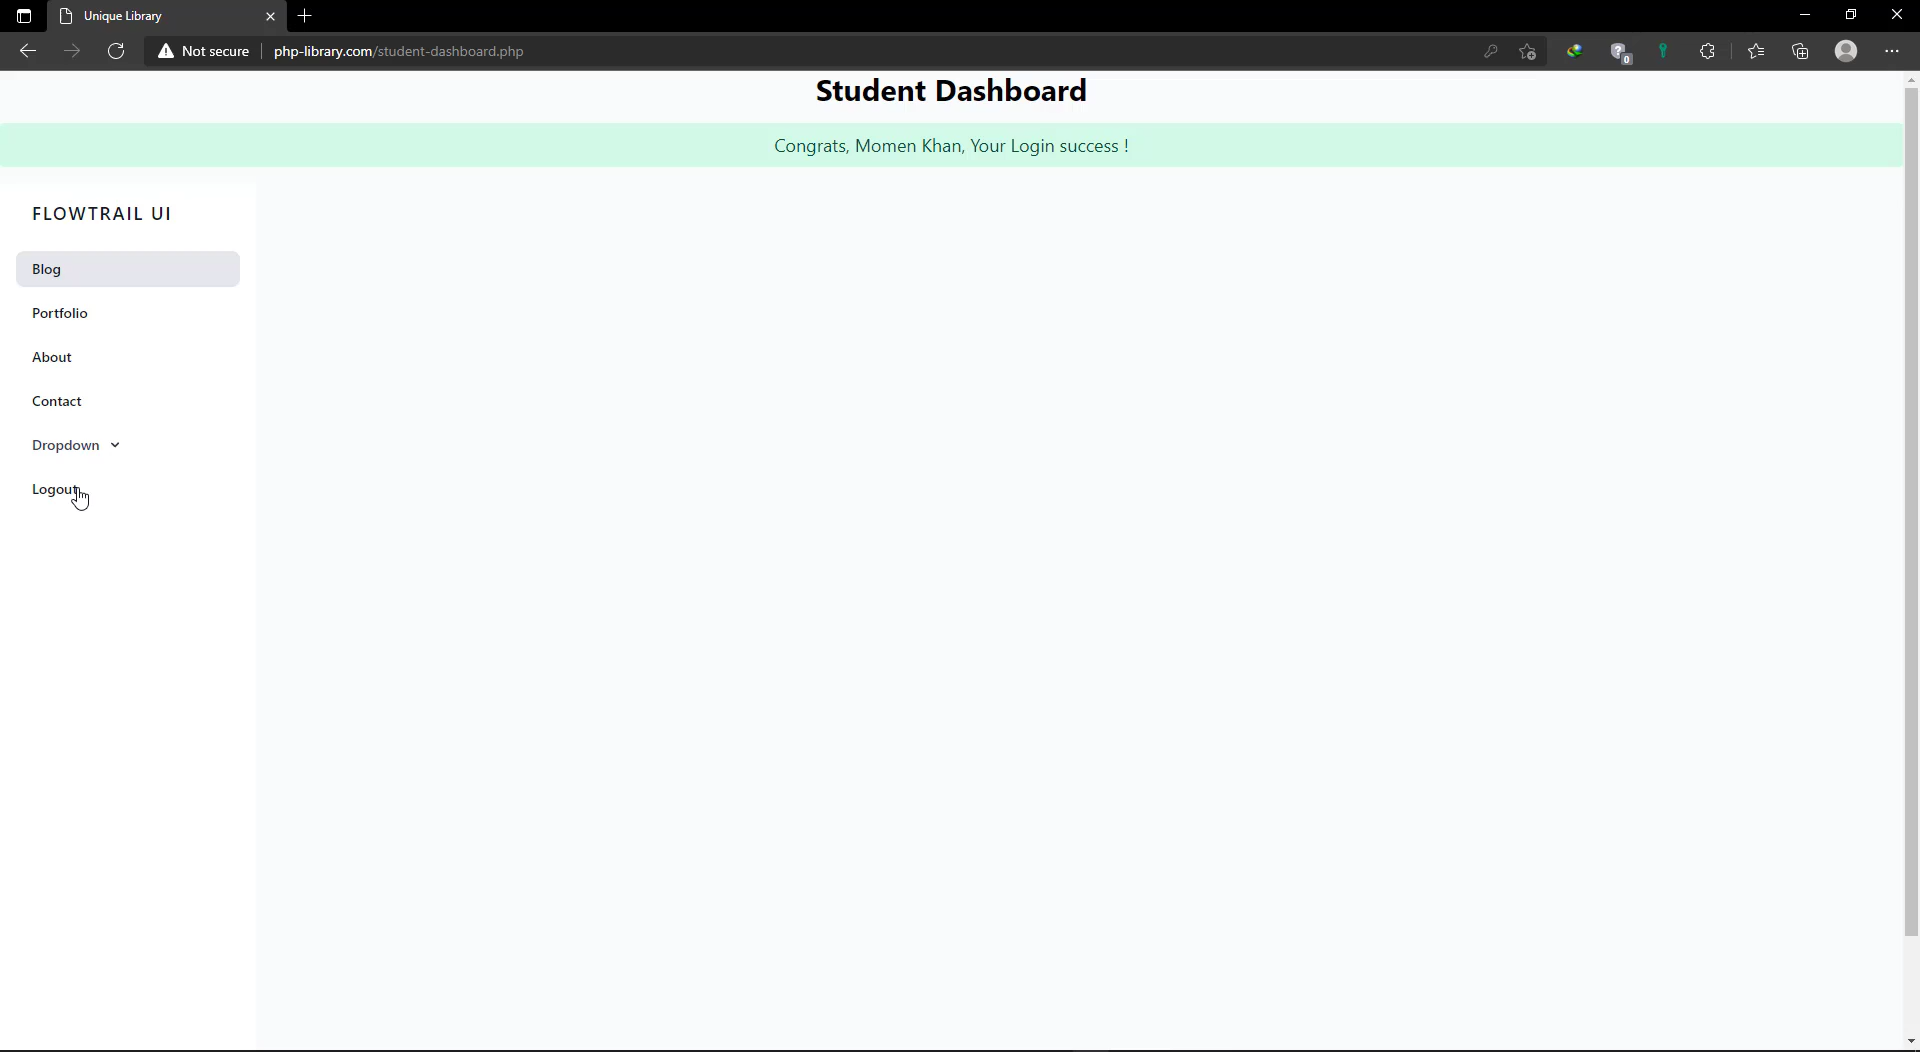 Unique Library
Not secure php-library.com/student-dashboard.php
0
Student Dashboard
Congrats, Momen Khan, Your Login success !
FLOWTRAIL UI
Blog
Portfolio
About
Contact
Dropdown
Logout